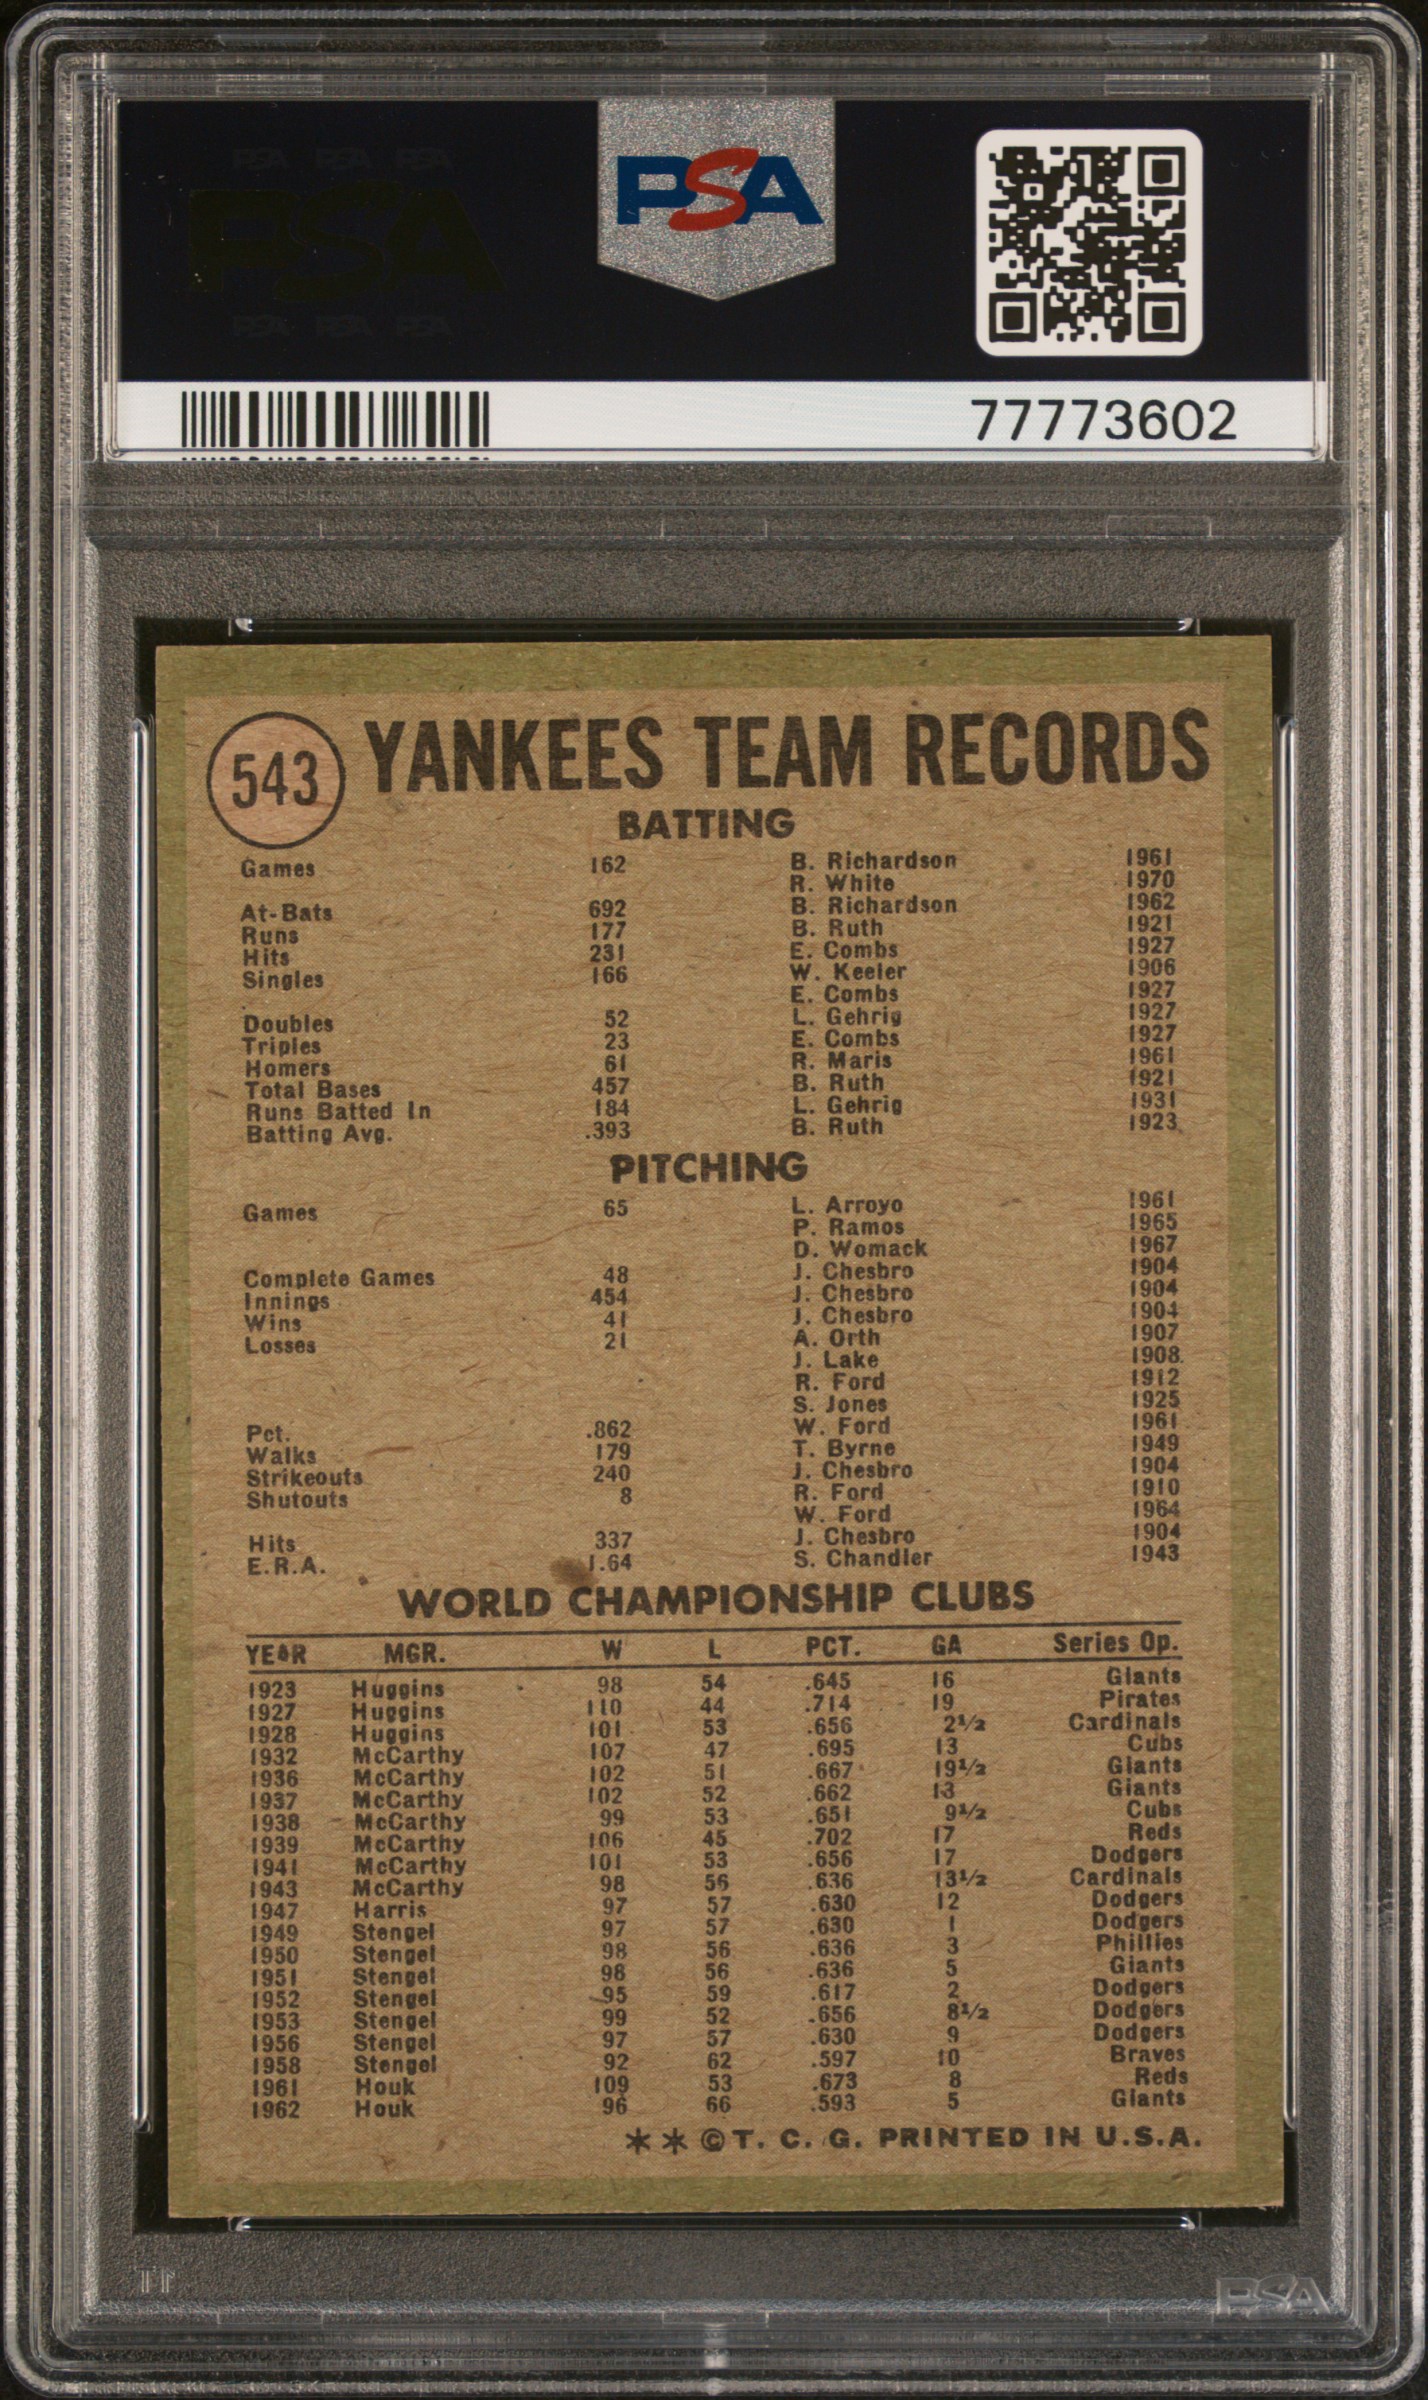 PSA PSA PSA
PSA
PSA PSA PSA
PSA
77773602
543 YANKEES TEAM RECORDS
BATTING
Games 162 B. Richardson 1961
R. White 1970
At-Bats 692 B. Richardson 1962
Runs 177 B. Ruth 1921
Hits 231 E. Combs 1927
Singles 166 W. Keeler 1906
E. Combs 1927
Doubles 52 L. Gehrig 1927
Triples 23 E. Combs 1927
Homers 61 R. Maris 1961
Total Bases 457 B. Ruth 1921
Runs Batted In 184 L. Gehrig 1931
Batting Avg. .393 B. Ruth 1923
PITCHING
Games 65 L. Arroyo 1961
P. Ramos 1965
D. Womack 1967
Complete Games 48 J. Chesbro 1904
Innings 454 J. Chesbro 1904
Wins 41 J. Chesbro 1904
Losses 21 A. Orth 1907
J. Lake 1908
R. Ford 1912
S. Jones 1925
Pct. .862 W. Ford 1961
Walks 179 T. Byrne 1949
Strikeouts 240 J. Chesbro 1904
Shutouts 8 R. Ford 1910
W. Ford 1964
Hits 337 J. Chesbro 1904
E.R.A. 1.64 S. Chandler 1943
WORLD CHAMPIONSHIP CLUBS
YEAR MGR. W L PCT. GA Series Op.
1923 Huggins 98 54 .645 16 Giants
1927 Huggins 110 44 .714 19 Pirates
1928 Huggins 101 53 .656 2½ Cardinals
1932 McCarthy 107 47 .695 13 Cubs
1936 McCarthy 102 51 .667 19½ Giants
1937 McCarthy 102 52 .662 13 Giants
1938 McCarthy 99 53 .651 9½ Cubs
1939 McCarthy 106 45 .702 17 Reds
1941 McCarthy 101 53 .656 17 Dodgers
1943 McCarthy 98 56 .636 13½ Cardinals
1947 Harris 97 57 .630 12 Dodgers
1949 Stengel 97 57 .630 1 Dodgers
1950 Stengel 98 56 .636 3 Phillies
1951 Stengel 98 56 .636 5 Giants
1952 Stengel 95 59 .617 2 Dodgers
1953 Stengel 99 52 .656 8½ Dodgers
1956 Stengel 97 57 .630 9 Dodgers
1958 Stengel 92 62 .597 10 Braves
1961 Houk 109 53 .673 8 Reds
1962 Houk 96 66 .593 5 Giants
**©T. C. G. PRINTED IN U.S.A.
PSA